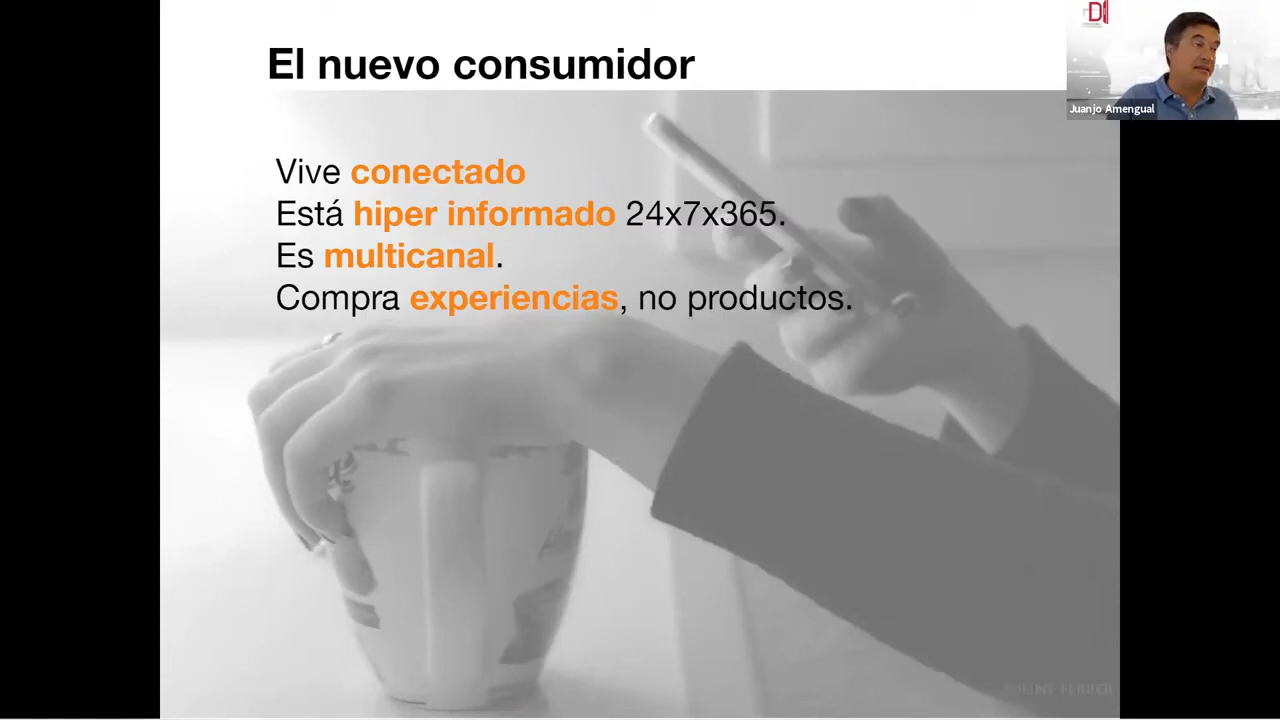 El nuevo consumidor
Juanjo Amengual
Vive conectado
Está hiper informado 24x7x365.
Es multicanal.
Compra experiencias, no productos.